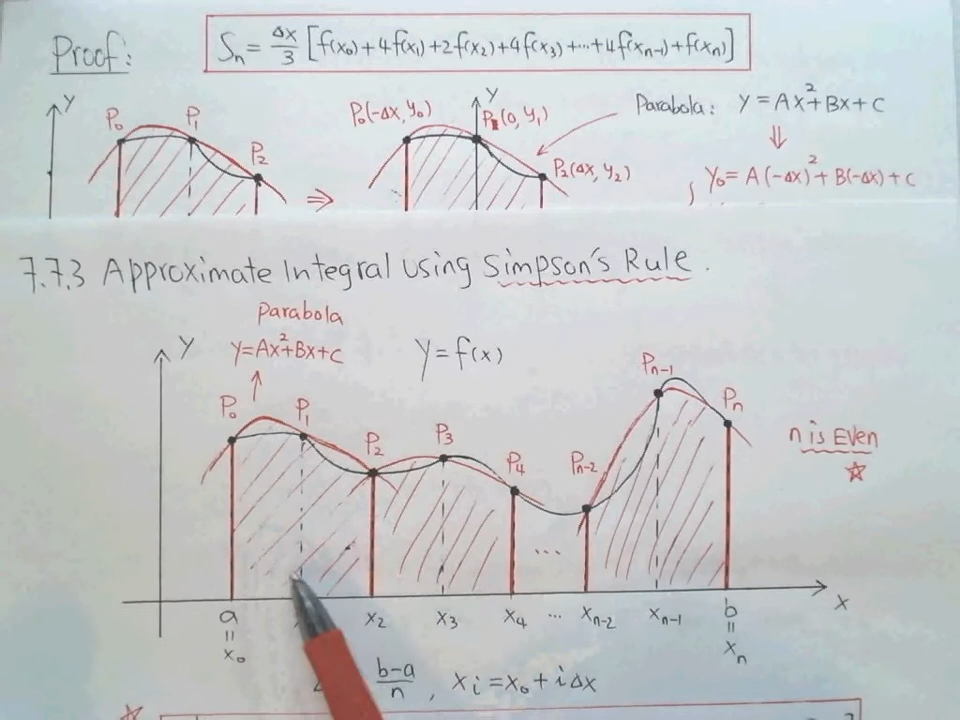 Proof: Sn = Δx/3 [f(x₀)+4f(x₁)+2f(x₂)+4f(x₃)+...+4f(xn-1)+f(xn)]
Y P₀ P₁ P₂ ⇒ P₀(-Δx, y₀) Y P₁(0, y₁) P₂(Δx, y₂)
Parabola: Y = Ax²+Bx+C
⇓
y₀ = A(-Δx)²+B(-Δx)+C
7.7.3 Approximate Integral using Simpson's Rule.
Parabola
Y=Ax²+Bx+C
Y Y=f(x)
P₀ P₁ P₂ P₃ P₄ Pn-2 Pn-1 Pn
n is Even
...
a x₂ x₃ x₄ ... xn-2 xn-1 b x
= =
x₀ xn
b-a/n , xi=x₀+iΔx